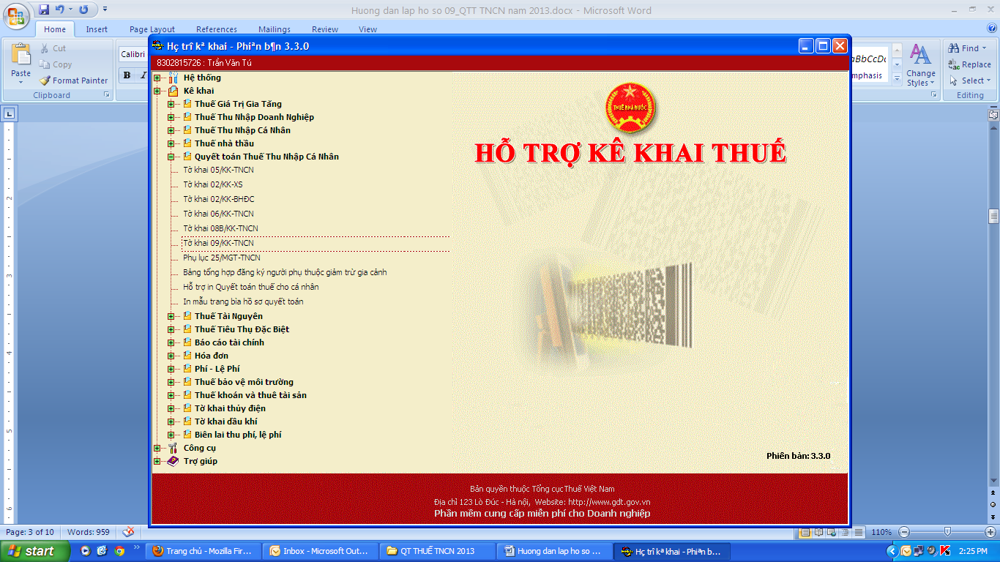 Huong dan lap ho so 09_QTT TNCN nam 2013.docx - Microsoft Word
Home Insert Page Layout References Mailings Review View
Cut
Copy
Format Painter
Paste
Clipboard
Calibri
B I
Change Styles
Find
Replace
Select
Editing
Hç trî kª khai - Phiªn b¶n 3.3.0
8302815726 : Trần Văn Tú
Hệ thống
Kê khai
Thuế Giá Trị Gia Tăng
Thuế Thu Nhập Doanh Nghiệp
Thuế Thu Nhập Cá Nhân
Thuế nhà thầu
Quyết toán Thuế Thu Nhập Cá Nhân
Tờ khai 05/KK-TNCN
Tờ khai 02/KK-XS
Tờ khai 02/KK-BHĐC
Tờ khai 06/KK-TNCN
Tờ khai 08B/KK-TNCN
Tờ khai 09/KK-TNCN
Phụ lục 25/MGT-TNCN
Bảng tổng hợp đăng ký người phụ thuộc giảm trừ gia cảnh
Hỗ trợ in Quyết toán thuế cho cá nhân
In mẫu trang bìa hồ sơ quyết toán
Thuế Tài Nguyên
Thuế Tiêu Thụ Đặc Biệt
Báo cáo tài chính
Hóa đơn
Phí - Lệ Phí
Thuế bảo vệ môi trường
Thuế khoán và thuê tài sản
Tờ khai thủy điện
Tờ khai dầu khí
Biên lai thu phí, lệ phí
Công cụ
Trợ giúp
THUẾ NHÀ NƯỚC
HỖ TRỢ KÊ KHAI THUẾ
Phiên bản: 3.3.0
Bản quyền thuộc Tổng cục Thuế Việt Nam
Địa chỉ 123 Lò Đúc - Hà nội, Website: http://www.gdt.gov.vn
Phần mềm cung cấp miễn phí cho Doanh nghiệp
Page: 3 of 10 Words: 959 110%
start
Trang chủ - Mozilla Fir...
Inbox - Microsoft Out...
QT THUẾ TNCN 2013
Huong dan lap ho so ...
Hç trî kª khai - Phiªn b...
2:25 PM